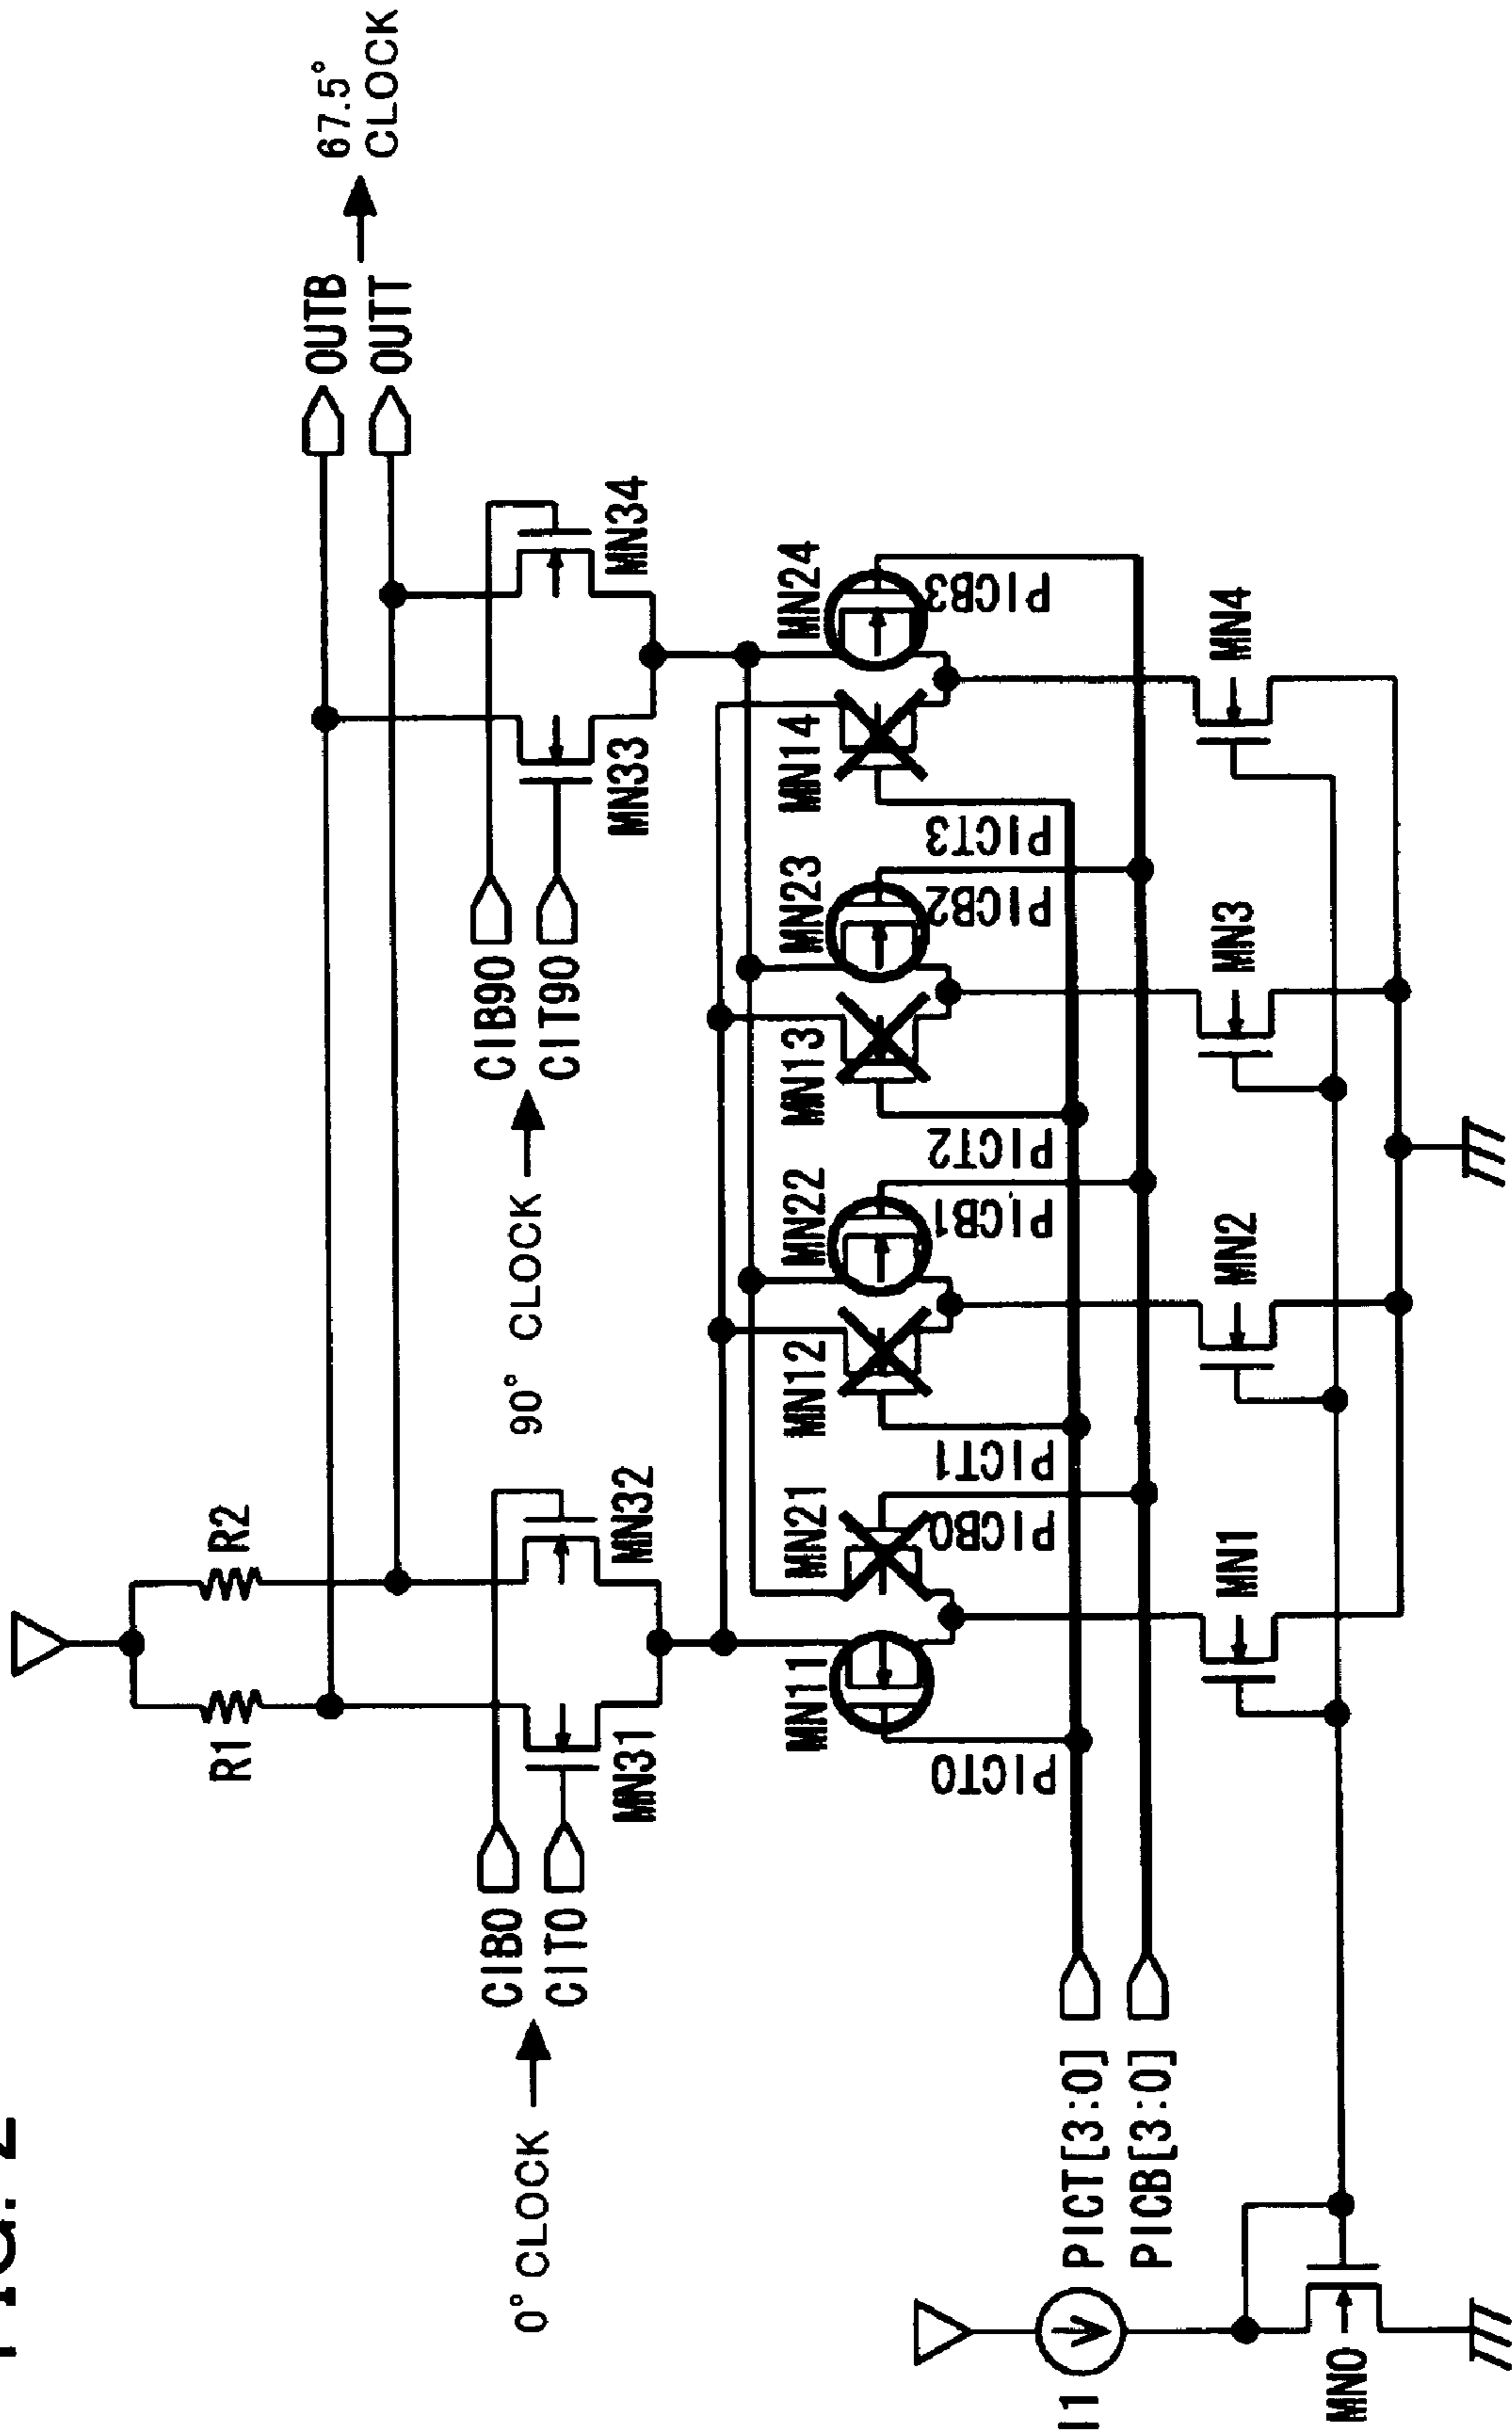 FIG. 2
R1
R2
OUTB
OUTT
67.5°
CLOCK
0° CLOCK
CIB0
CIT0
MN31
MN32
90° CLOCK
CIB90
CIT90
MN33
MN34
MN11
MN21
MN12
MN22
MN13
MN23
MN14
MN24
PICT0
PICB0
PICT1
PICB1
PICT2
PICB2
PICT3
PICB3
PICT[3:0]
PICB[3:0]
I1
MN0
MN1
MN2
MN3
MN4